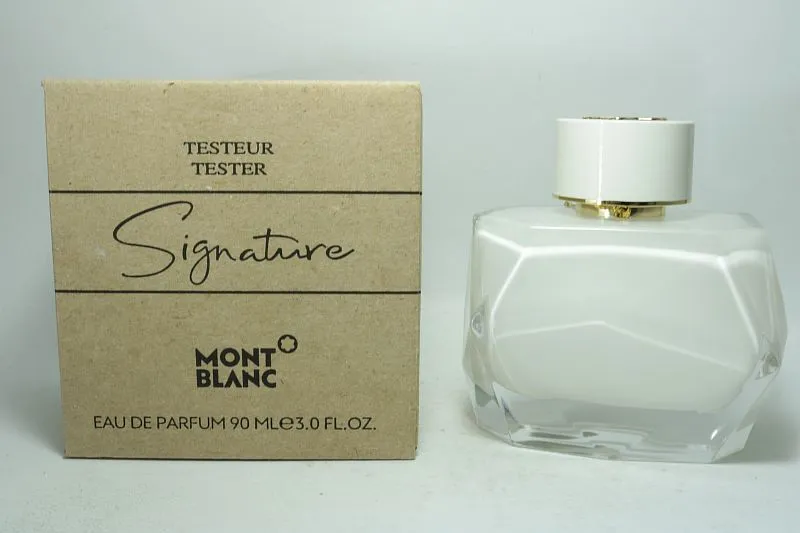 TESTEUR
TESTER
Signature
MONT
BLANC
EAU DE PARFUM 90 ML℮3.0 FL.OZ.